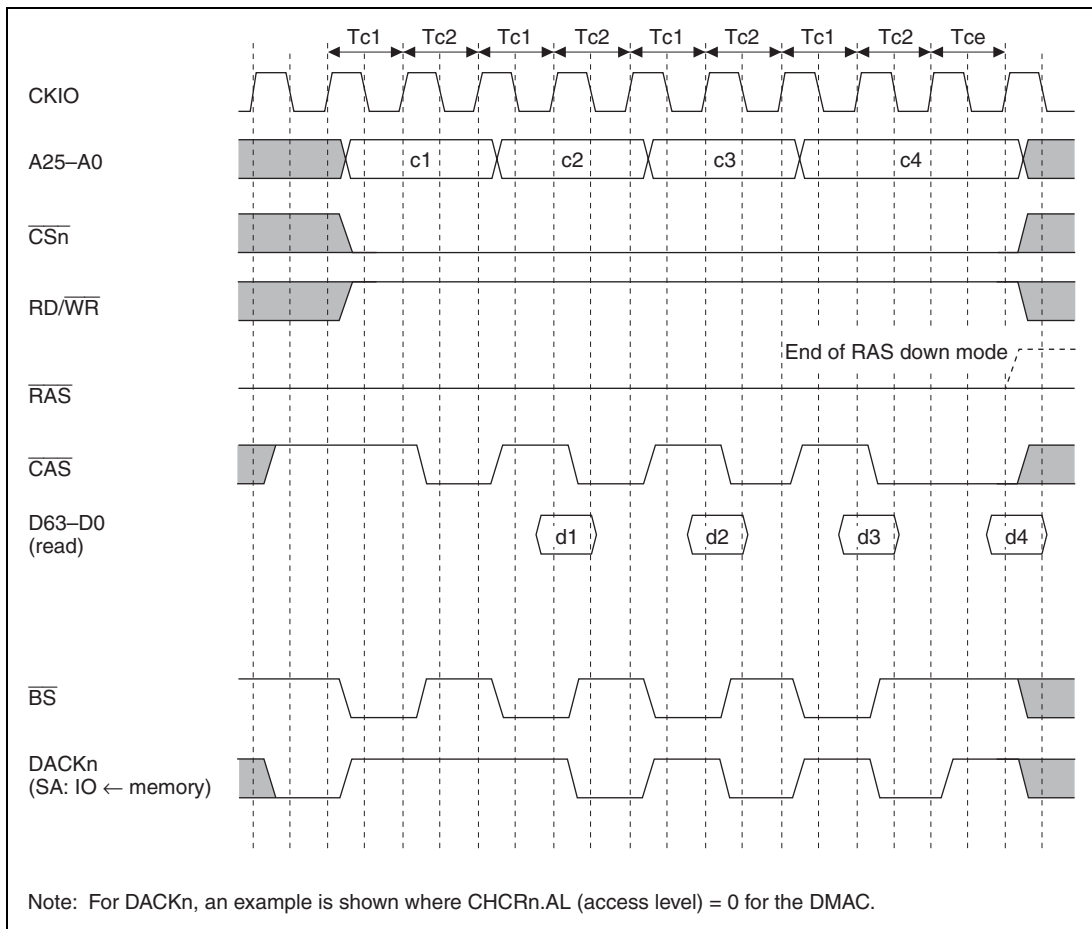 Tc1 Tc2 Tc1 Tc2 Tc1 Tc2 Tc1 Tc2 Tce
CKIO
A25–A0 c1 c2 c3 c4
CSn
RD/WR
End of RAS down mode
RAS
CAS
D63–D0
(read) d1 d2 d3 d4
BS
DACKn
(SA: IO ← memory)
Note: For DACKn, an example is shown where CHCRn.AL (access level) = 0 for the DMAC.